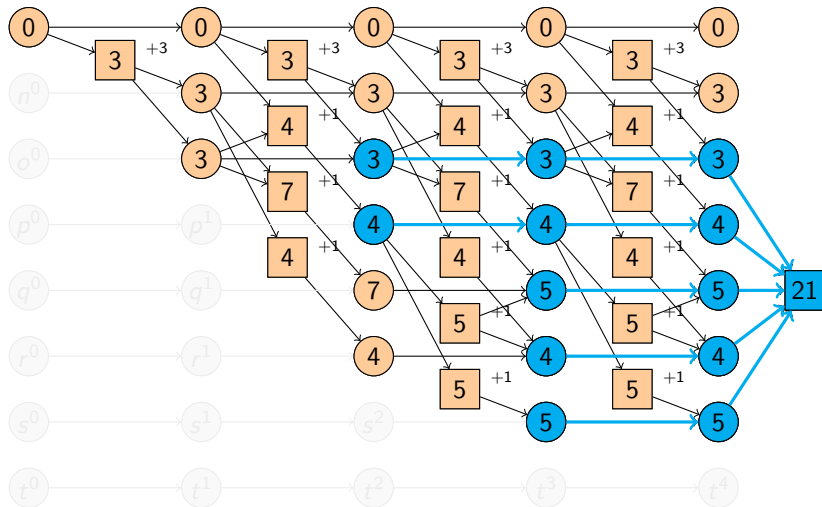 0 0 0 0 0
3 +3 3 +3 3 +3 3 +3
n⁰ 3 3 3 3
4 +1 4 +1 4 +1
o⁰ 3 3 3 3
7 +1 7 +1 7 +1
p⁰ p¹ 4 4 4
4 +1 4 +1 4 +1
q⁰ q¹ 7 5 5 21
5 +1 5 +1
r⁰ r¹ 4 4 4
5 +1 5 +1
s⁰ s¹ s² 5 5
t⁰ t¹ t² t³ t⁴